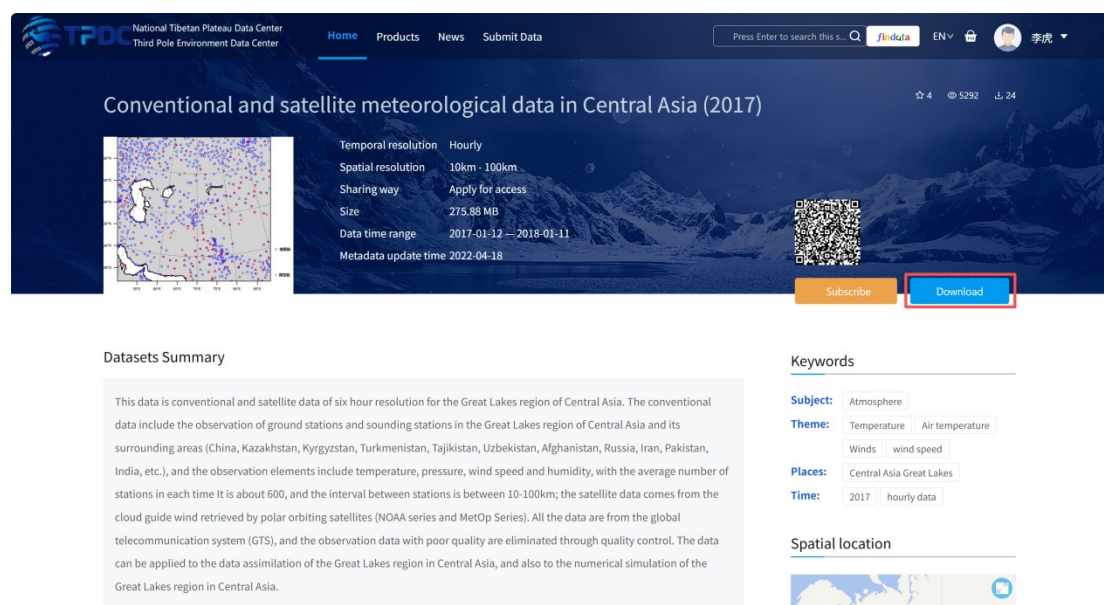 TPDC
National Tibetan Plateau Data Center
Third Pole Environment Data Center
Home Products News Submit Data
Press Enter to search this s...
findata
EN
李虎
Conventional and satellite meteorological data in Central Asia (2017)
4 5292 24
Temporal resolution Hourly
Spatial resolution 10km - 100km
Sharing way Apply for access
Size 275.88 MB
Data time range 2017-01-12 — 2018-01-11
Metadata update time 2022-04-18
Subscribe
Download
Datasets Summary
This data is conventional and satellite data of six hour resolution for the Great Lakes region of Central Asia. The conventional
data include the observation of ground stations and sounding stations in the Great Lakes region of Central Asia and its
surrounding areas (China, Kazakhstan, Kyrgyzstan, Turkmenistan, Tajikistan, Uzbekistan, Afghanistan, Russia, Iran, Pakistan,
India, etc.), and the observation elements include temperature, pressure, wind speed and humidity, with the average number of
stations in each time It is about 600, and the interval between stations is between 10-100km; the satellite data comes from the
cloud guide wind retrieved by polar orbiting satellites (NOAA series and MetOp Series). All the data are from the global
telecommunication system (GTS), and the observation data with poor quality are eliminated through quality control. The data
can be applied to the data assimilation of the Great Lakes region in Central Asia, and also to the numerical simulation of the
Great Lakes region in Central Asia.
Keywords
Subject: Atmosphere
Theme: Temperature Air temperature
Winds wind speed
Places: Central Asia Great Lakes
Time: 2017 hourly data
Spatial location